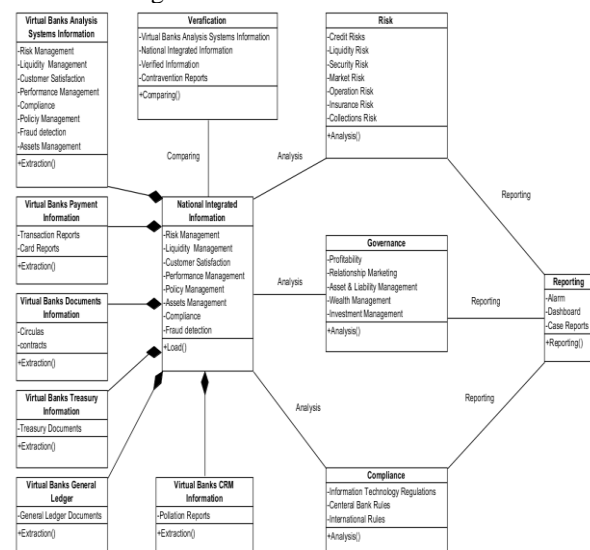 Virtual Banks Analysis
Systems Information
-Risk Management
-Liquidity Management
-Customer Satisfaction
-Performance Management
-Compliance
-Policiy Management
-Fraud detection
-Assets Management
+Extraction()
Verafication
-Virtual Banks Analysis Systems Information
-National Integrated Information
-Verified Information
-Contravention Reports
+Comparing()
Risk
-Credit Risks
-Liquidity Risk
-Security Risk
-Market Risk
-Operation Risk
-Insurance Risk
-Collections Risk
+Analysis()
Comparing
Analysis
Reporting
Virtual Banks Payment
Information
-Transaction Reports
-Card Reports
+Extraction()
National Integrated
Information
-Risk Management
-Liquidity Management
-Customer Satisfaction
-Performance Management
-Policy Management
-Assets Management
-Compliance
-Fraud detection
+Load()
Analysis
Governance
-Profitability
-Relationship Marketing
-Asset & Liability Management
-Wealth Management
-Investment Management
+Analysis()
Reporting
Reporting
-Alarm
-Dashboard
-Case Reports
+Reporting()
Virtual Banks Documents
Information
-Circulas
-contracts
+Extraction()
Virtual Banks Treasury
Information
-Treasury Documents
+Extraction()
Analysis
Reporting
Virtual Banks General
Ledger
-General Ledger Documents
+Extraction()
Virtual Banks CRM
Information
-Pollation Reports
+Extraction()
Compliance
-Information Technology Regulations
-Centeral Bank Rules
-International Rules
+Analysis()